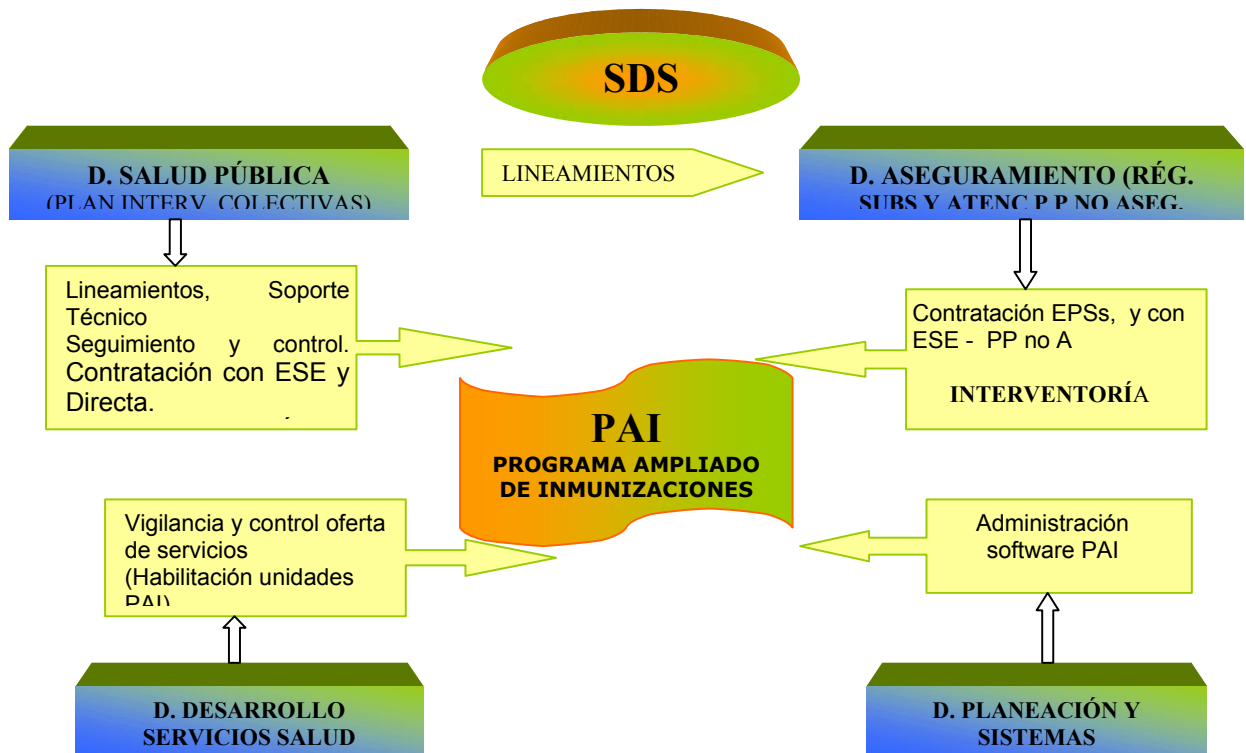 SDS
D. SALUD PÚBLICA
(PLAN INTERV. COLECTIVAS)
LINEAMIENTOS
D. ASEGURAMIENTO (RÉG.
SUBS Y ATENC P P NO ASEG.
Lineamientos, Soporte
Técnico
Seguimiento y control.
Contratación con ESE y
Directa.
Contratación EPSs, y con
ESE - PP no A
INTERVENTORÍA
PAI
PROGRAMA AMPLIADO
DE INMUNIZACIONES
Vigilancia y control oferta
de servicios
(Habilitación unidades
PAI)
Administración
software PAI
D. DESARROLLO
SERVICIOS SALUD
D. PLANEACIÓN Y
SISTEMAS